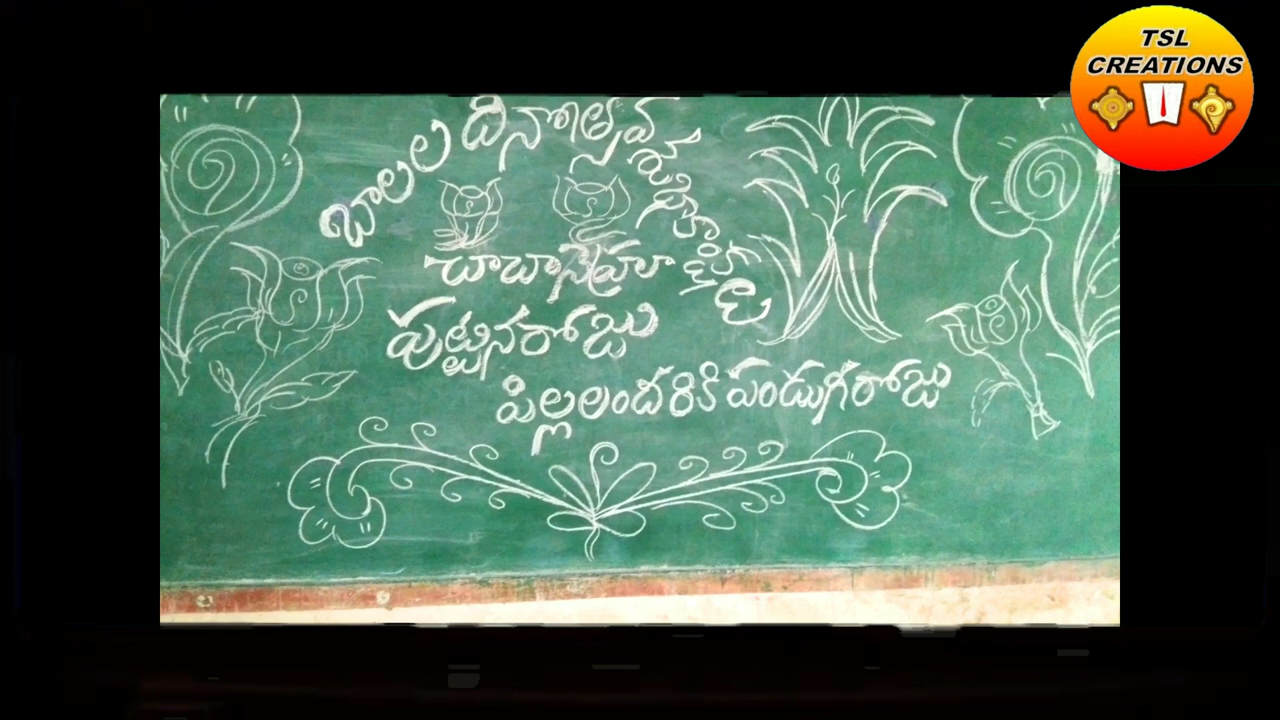 బాలల దినోత్సవ శుభాకాంక్షలు
చాచా నెహ్రూ
పుట్టినరోజు
పిల్లలందరికి పండుగరోజు
TSL
CREATIONS